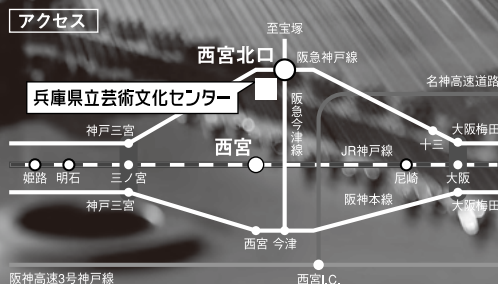 アクセス
至宝塚
西宮北口
阪急神戸線
兵庫県立芸術文化センター
名神高速道路
阪急今津線
神戸三宮
十三
大阪梅田
西宮
JR神戸線
姫路
明石
三ノ宮
尼崎
大阪
神戸三宮
阪神本線
大阪梅田
西宮
今津
阪神高速3号神戸線
西宮I.C.